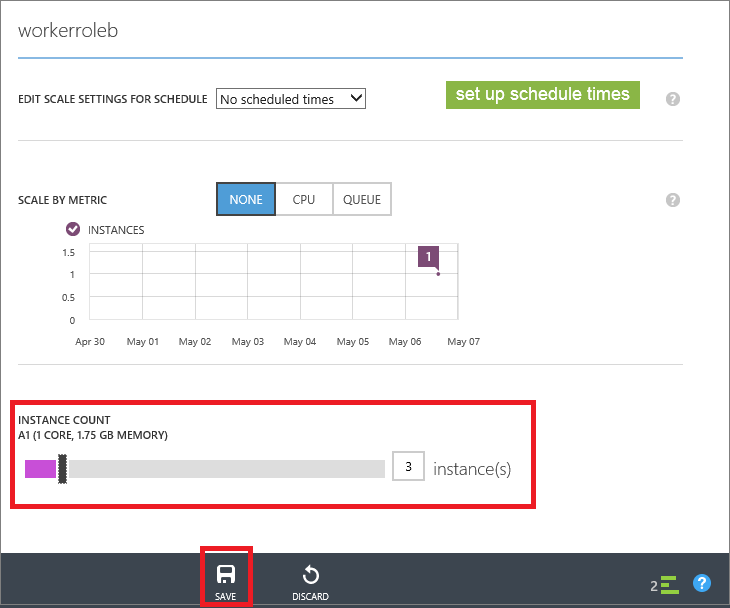 workerroleb
EDIT SCALE SETTINGS FOR SCHEDULE No scheduled times set up schedule times ?
SCALE BY METRIC NONE CPU QUEUE ?
INSTANCES
1.5
1
1
0.5
0
Apr 30 May 01 May 02 May 03 May 04 May 05 May 06 May 07
INSTANCE COUNT
A1 (1 CORE, 1.75 GB MEMORY)
3 instance(s)
2 ?
SAVE DISCARD